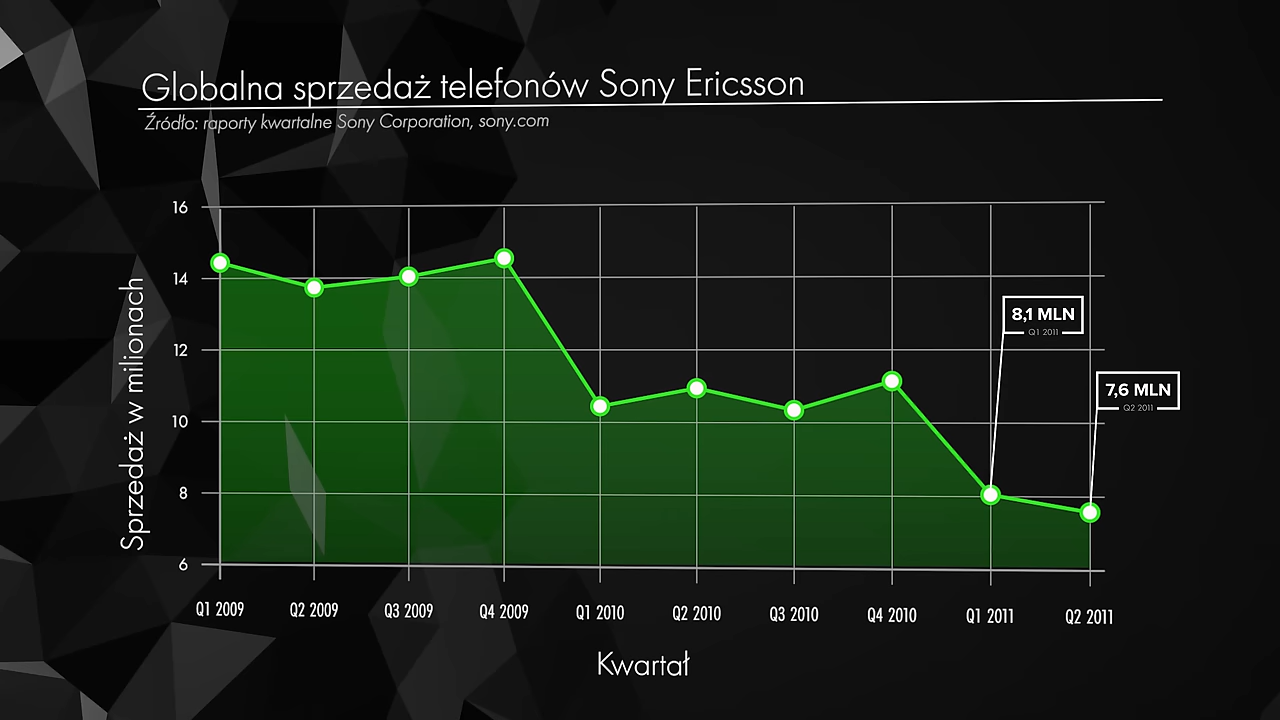 Globalna sprzedaż telefonów Sony Ericsson
Źródło: raporty kwartalne Sony Corporation, sony.com
Sprzedaż w milionach
16
14
12
10
8
6
8,1 MLN
Q1 2011
7,6 MLN
Q2 2011
Q1 2009
Q2 2009
Q3 2009
Q4 2009
Q1 2010
Q2 2010
Q3 2010
Q4 2010
Q1 2011
Q2 2011
Kwartał